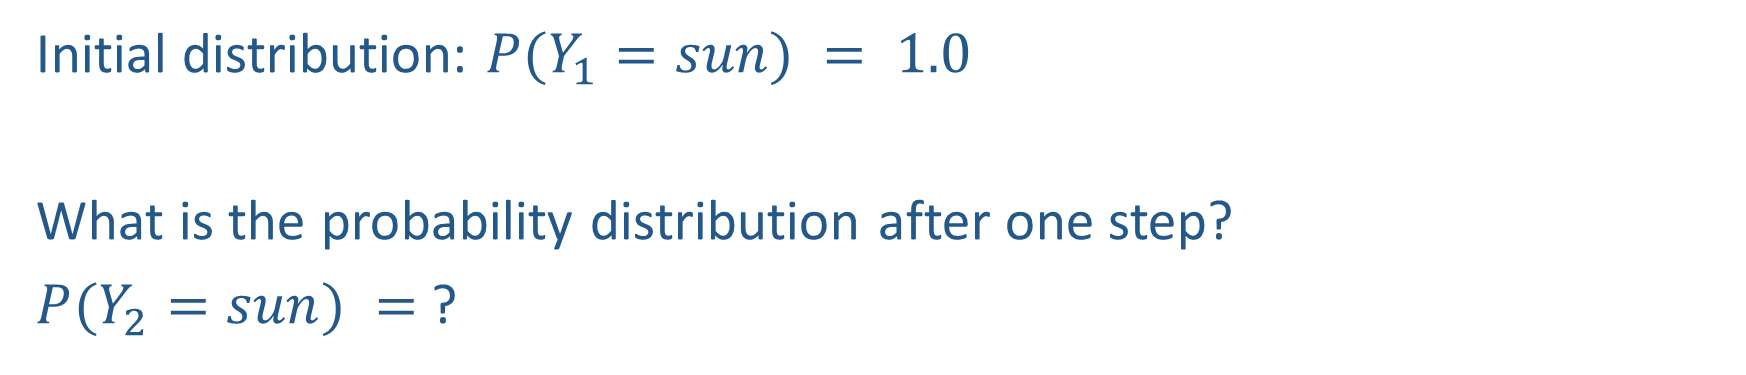 Initial distribution: P(Y₁ = sun) = 1.0
What is the probability distribution after one step?
P(Y₂ = sun) = ?